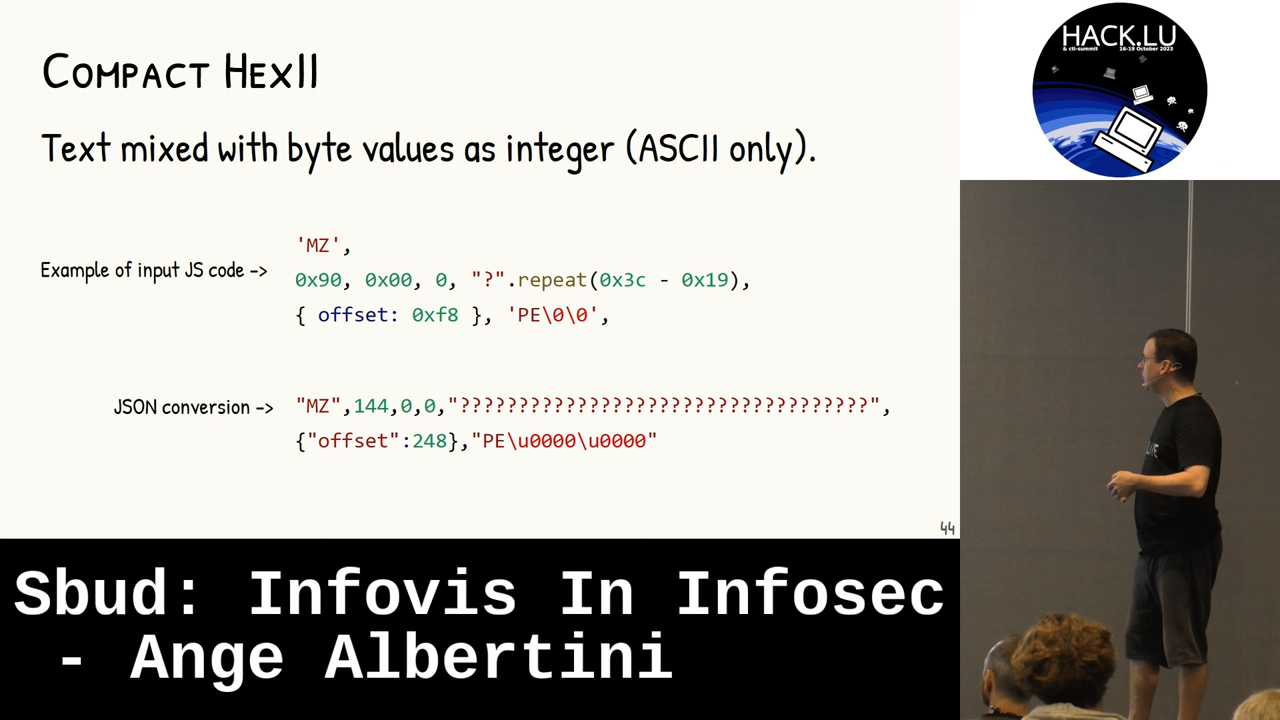 COMPACT HEXII
Text mixed with byte values as integer (ASCII only).
Example of input JS code ->
'MZ',
0x90, 0x00, 0, "?".repeat(0x3c - 0x19),
{ offset: 0xf8 }, 'PE\0\0',
JSON conversion ->
"MZ",144,0,0,"???????????????????????????????????",
{"offset":248},"PE\u0000\u0000"
44
HACK.LU
& cti-summit 16-19 October 2023
Sbud: Infovis In Infosec
- Ange Albertini